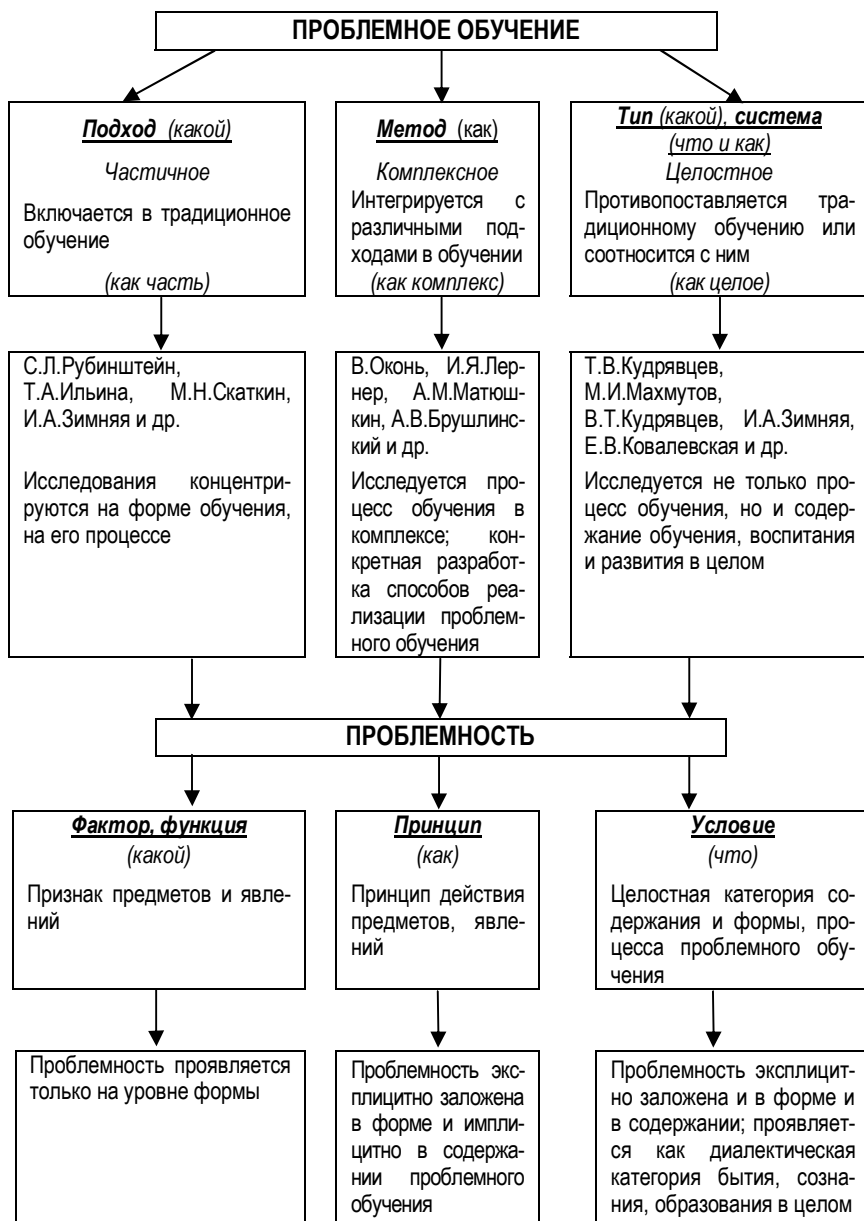 ПРОБЛЕМНОЕ ОБУЧЕНИЕ
Подход (какой)
Частичное
Включается в традиционное
обучение
(как часть)
Метод (как)
Комплексное
Интегрируется с
различными под-
ходами в обучении
(как комплекс)
Тип (какой), система
(что и как)
Целостное
Противопоставляется тра-
диционному обучению или
соотносится с ним
(как целое)
С.Л.Рубинштейн,
Т.А.Ильина, М.Н.Скаткин,
И.А.Зимняя и др.
Исследования концентри-
руются на форме обучения,
на его процессе
В.Оконь, И.Я.Лер-
нер, А.М.Матюш-
кин, А.В.Брушлинс-
кий и др.
Исследуется про-
цесс обучения в
комплексе; кон-
кретная разработ-
ка способов реа-
лизации проблем-
ного обучения
Т.В.Кудрявцев,
М.И.Махмутов,
В.Т.Кудрявцев, И.А.Зимняя,
Е.В.Ковалевская и др.
Исследуется не только про-
цесс обучения, но и содер-
жание обучения, воспитания
и развития в целом
ПРОБЛЕМНОСТЬ
Фактор, функция
(какой)
Признак предметов и явле-
ний
Принцип
(как)
Принцип действия
предметов, явле-
ний
Условие
(что)
Целостная категория со-
держания и формы, про-
цесса проблемного обу-
чения
Проблемность проявляется
только на уровне формы
Проблемность экс-
плицитно заложена
в форме и импли-
цитно в содержа-
нии проблемного
обучения
Проблемность эксплицит-
но заложена и в форме и
в содержании; проявляет-
ся как диалектическая
категория бытия, созна-
ния, образования в целом